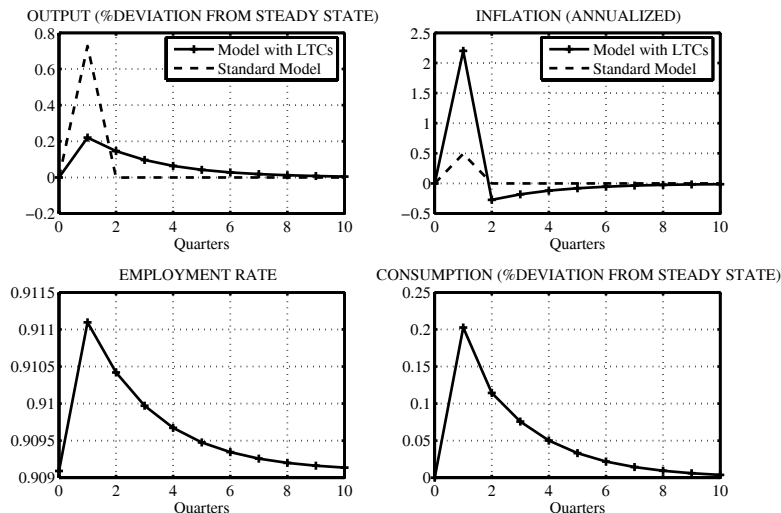 OUTPUT (%DEVIATION FROM STEADY STATE)
0.8
0.6
0.4
0.2
0
−0.2
Model with LTCs
Standard Model
0 2 4 6 8 10
Quarters
INFLATION (ANNUALIZED)
2.5
2
1.5
1
0.5
0
−0.5
Model with LTCs
Standard Model
0 2 4 6 8 10
Quarters
EMPLOYMENT RATE
0.9115
0.9111
0.9105
0.91
0.9095
0.909
0 2 4 6 8 10
Quarters
CONSUMPTION (%DEVIATION FROM STEADY STATE)
0.25
0.2
0.15
0.1
0.05
0
0 2 4 6 8 10
Quarters